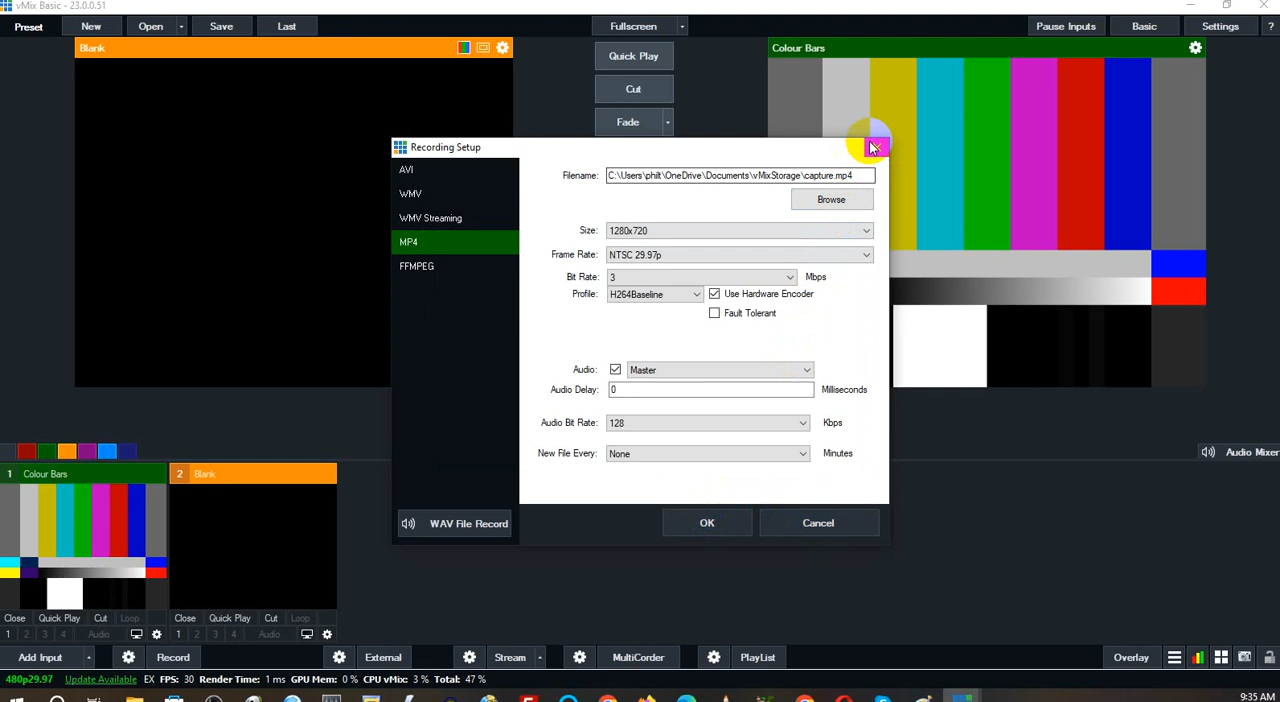 vMix Basic - 23.0.0.51
Preset New Open Save Last Fullscreen Pause Inputs Basic Settings ?
Blank
Quick Play
Cut
Fade
Colour Bars
Recording Setup
AVI
WMV
WMV Streaming
MP4
FFMPEG
WAV File Record
Filename: C:\Users\philt\OneDrive\Documents\vMixStorage\capture.mp4
Browse
Size: 1280x720
Frame Rate: NTSC 29.97p
Bit Rate: 3 Mbps
Profile: H264Baseline Use Hardware Encoder
Fault Tolerant
Audio: Master
Audio Delay: 0 Milliseconds
Audio Bit Rate: 128 Kbps
New File Every: None Minutes
OK Cancel
Audio Mixer
1 Colour Bars 2 Blank
Close Quick Play Cut Loop Close Quick Play Cut Loop
1 2 3 4 Audio 1 2 3 4 Audio
Add Input Record External Stream MultiCorder PlayList Overlay
480p29.97 Update Available EX FPS: 30 Render Time: 1 ms GPU Mem: 0 % CPU vMix: 3 % Total: 47 %
9:35 AM